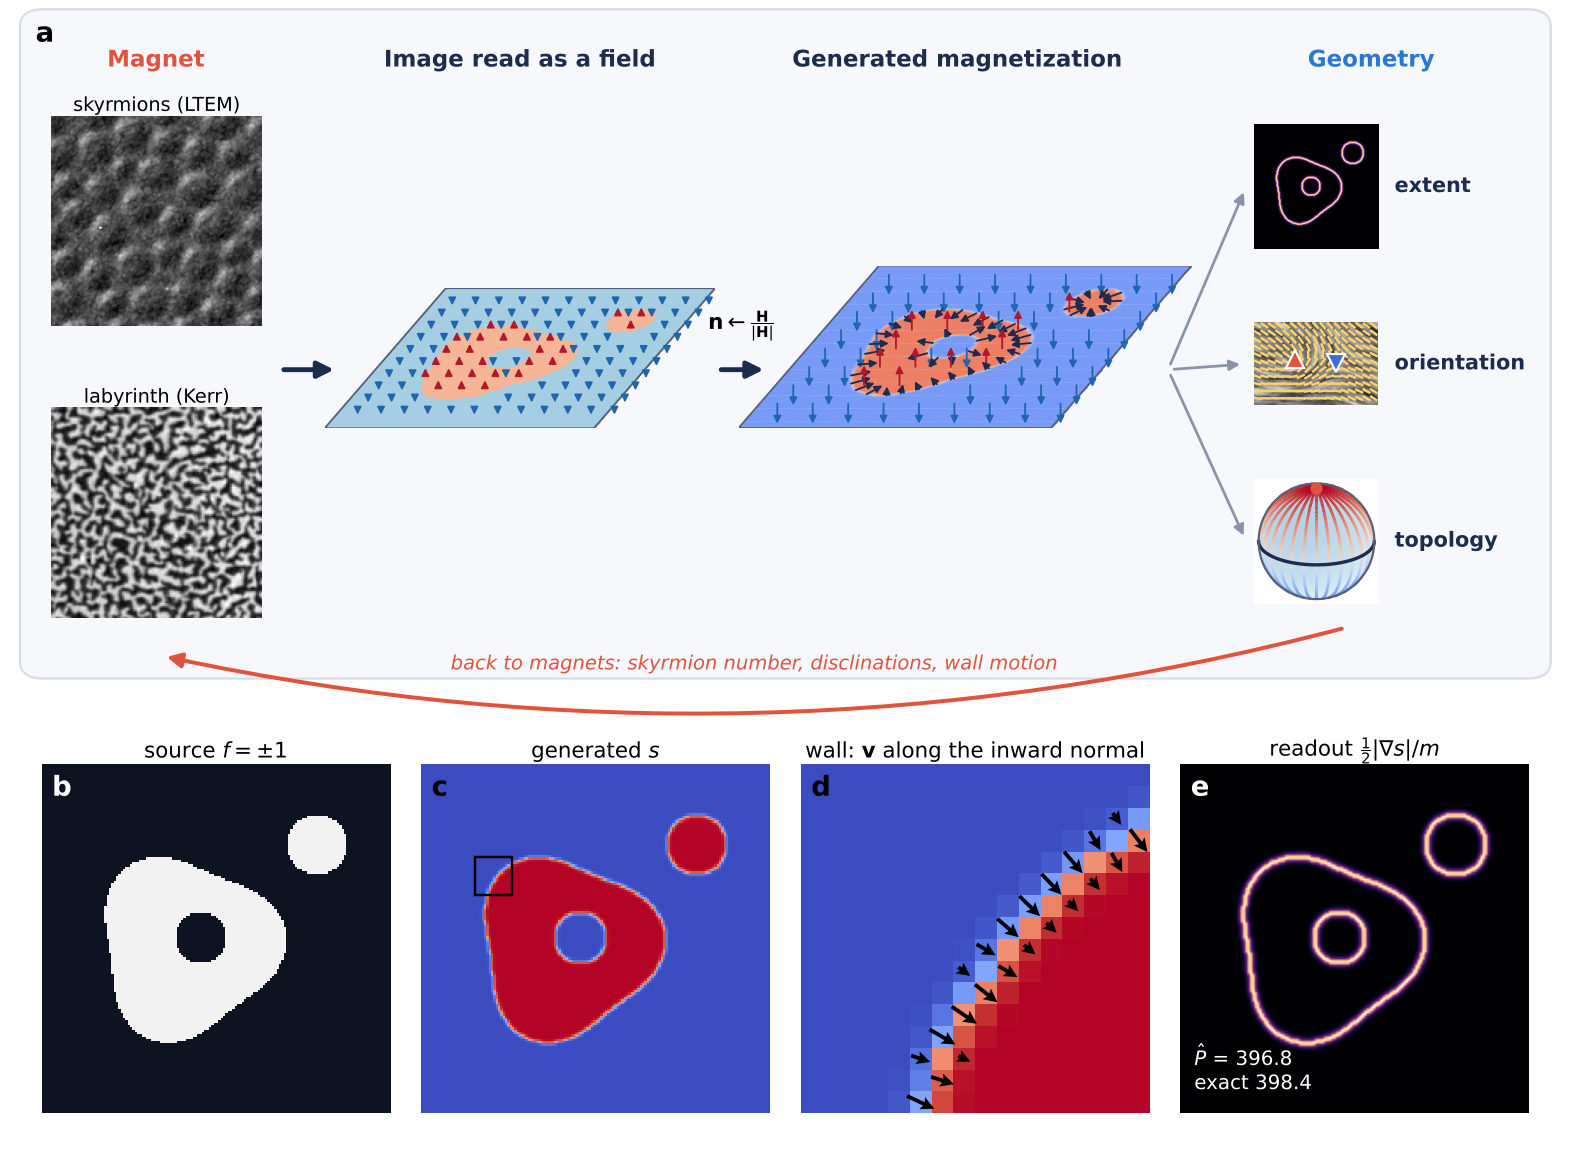 a
Magnet
Image read as a field
Generated magnetization
Geometry
skyrmions (LTEM)
labyrinth (Kerr)
n ← H/|H|
extent
orientation
topology
back to magnets: skyrmion number, disclinations, wall motion
source f = ±1
generated s
wall: v along the inward normal
readout ½|∇s|/m
b
c
d
e
P̂ = 396.8
exact 398.4